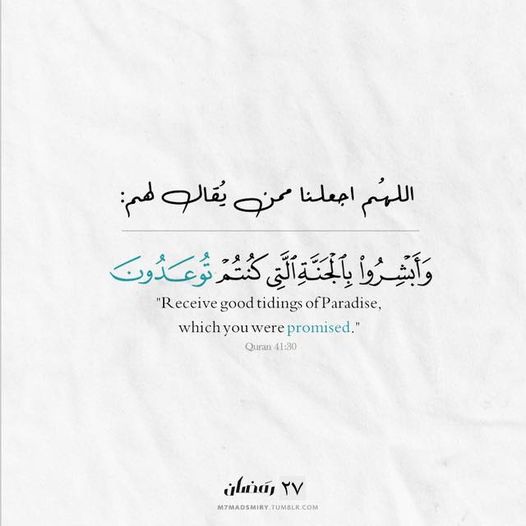 اللهُم اجعلنا ممن يُقال لهم:
وَأَبْشِرُوا۟ بِٱلْجَنَّةِ ٱلَّتِى كُنتُمْ تُوعَدُونَ
"Receive good tidings of Paradise,
which you were promised."
Quran 41:30
٢٧ رمضان
M7MADSMIRY.TUMBLR.COM